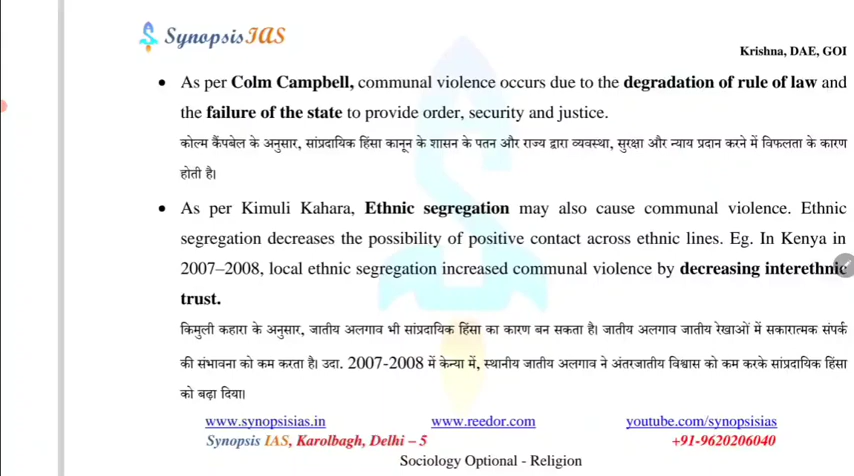 Synopsis IAS
Krishna, DAE, GOI
• As per Colm Campbell, communal violence occurs due to the degradation of rule of law and
the failure of the state to provide order, security and justice.
कोल्म कैंपबेल के अनुसार, सांप्रदायिक हिंसा कानून के शासन के पतन और राज्य द्वारा व्यवस्था, सुरक्षा और न्याय प्रदान करने में विफलता के कारण
होती है।
• As per Kimuli Kahara, Ethnic segregation may also cause communal violence. Ethnic
segregation decreases the possibility of positive contact across ethnic lines. Eg. In Kenya in
2007–2008, local ethnic segregation increased communal violence by decreasing interethnic
trust.
किमुली कहारा के अनुसार, जातीय अलगाव भी सांप्रदायिक हिंसा का कारण बन सकता है। जातीय अलगाव जातीय रेखाओं में सकारात्मक संपर्क
की संभावना को कम करता है। उदा. 2007-2008 में केन्या में, स्थानीय जातीय अलगाव ने अंतरजातीय विश्वास को कम करके सांप्रदायिक हिंसा
को बढ़ा दिया।
www.synopsisias.in www.reedor.com youtube.com/synopsisias
Synopsis IAS, Karolbagh, Delhi – 5 +91-9620206040
Sociology Optional - Religion